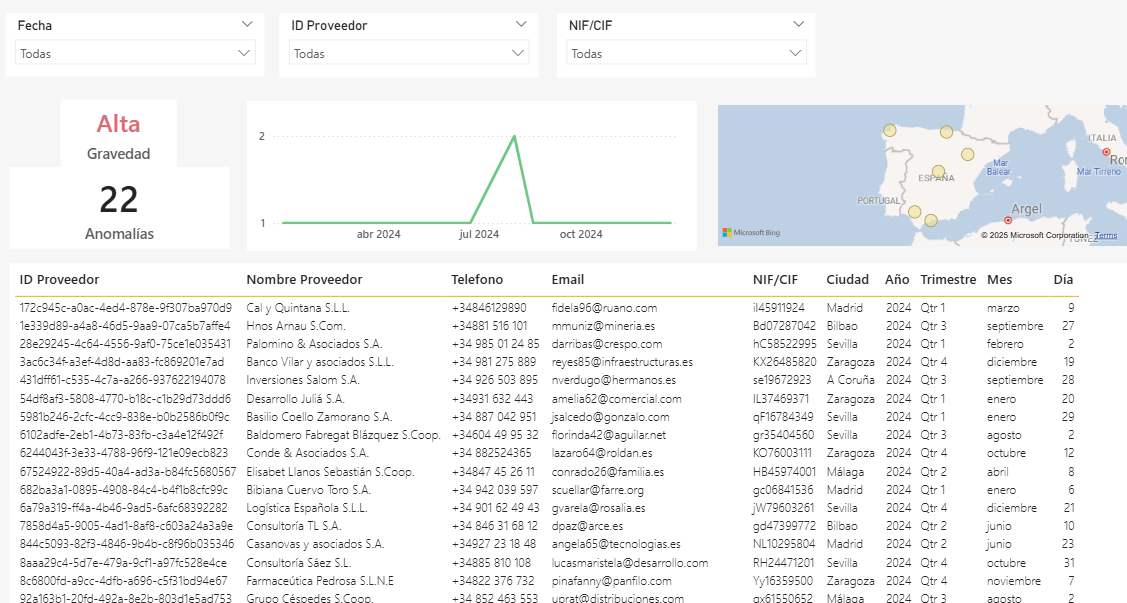 Fecha
Todas
ID Proveedor
Todas
NIF/CIF
Todas
Alta
Gravedad
22
Anomalías
2
1
abr 2024 jul 2024 oct 2024
ITALIA
Mar Balear
Mar Tirreno
ESPAÑA
PORTUGAL
Argel
Microsoft Bing
© 2025 Microsoft Corporation Terms
ID Proveedor Nombre Proveedor Telefono Email NIF/CIF Ciudad Año Trimestre Mes Día
172c945c-a0ac-4ed4-878e-9f307ba970d9 Cal y Quintana S.L.L. +34846129890 fidela96@ruano.com il45911924 Madrid 2024 Qtr 1 marzo 9
1e339d89-a4a8-46d5-9aa9-07ca5b7affe4 Hnos Arnau S.Com. +34881 516 101 mmuniz@mineria.es Bd07287042 Bilbao 2024 Qtr 3 septiembre 27
28e29245-4c64-4556-9af0-75ce1e035431 Palomino & Asociados S.A. +34 985 01 24 85 darribas@crespo.com hC58522995 Sevilla 2024 Qtr 1 febrero 2
3ac6c34f-a3ef-4d8d-aa83-fc869201e7ad Banco Vilar y asociados S.L.L. +34 981 275 889 reyes85@infraestructuras.es KX26485820 Zaragoza 2024 Qtr 4 diciembre 19
431dff61-c535-4c7a-a266-937622194078 Inversiones Salom S.A. +34 926 503 895 nverdugo@hermanos.es se19672923 A Coruña 2024 Qtr 3 septiembre 28
54df8af3-5808-4770-b18c-c1b29d73ddd6 Desarrollo Juliá S.A. +34931 632 443 amelia62@comercial.com IL37469371 Zaragoza 2024 Qtr 1 enero 20
5981b246-2cfc-4cc9-838e-b0b2586b0f9c Basilio Coello Zamorano S.A. +34 887 042 951 jsalcedo@gonzalo.com qF16784349 Sevilla 2024 Qtr 1 enero 29
6102adfe-2eb1-4b73-83fb-c3a4e12f492f Baldomero Fabregat Blázquez S.Coop. +34604 49 95 32 florinda42@aguilar.net gr35404560 Sevilla 2024 Qtr 3 agosto 2
6244043f-3e33-4788-96f9-121e09ecb823 Conde & Asociados S.A. +34 882524365 lazaro64@roldan.es KO76003111 Zaragoza 2024 Qtr 4 octubre 12
67524922-89d5-40a4-ad3a-b84fc5680567 Elisabet Llanos Sebastián S.Coop. +34847 45 26 11 conrado26@familia.es HB45974001 Málaga 2024 Qtr 2 abril 8
682ba3a1-0895-4908-84c4-b4f1b8cfc99c Bibiana Cuervo Toro S.A. +34 942 039 597 scuellar@farre.org gc06841536 Madrid 2024 Qtr 1 enero 6
6a79a319-ff4a-4b46-9ad5-6afc68392282 Logística Española S.L.L. +34 901 62 49 43 gvarela@rosalia.es jW79603261 Sevilla 2024 Qtr 4 diciembre 21
7858d4a5-9005-4ad1-8af8-c603a24a3a9e Consultoría TL S.A. +34 846 31 68 12 dpaz@arce.es gd47399772 Bilbao 2024 Qtr 2 junio 10
844c5093-82f3-4846-9b4b-c8f96b035346 Casanovas y asociados S.A. +34927 23 18 48 angela65@tecnologias.es NL10295804 Madrid 2024 Qtr 2 junio 23
8aaa29c4-5d7e-479a-9cf1-a97fc528e4ce Consultoría Sáez S.L. +34885 810 108 lucasmaristela@desarrollo.com RH24471201 Sevilla 2024 Qtr 4 octubre 31
8c6800fd-a9cc-4dfb-a696-c5f31bd94e67 Farmaceútica Pedrosa S.L.N.E +34822 376 732 pinafanny@panfilo.com Yy16359500 Zaragoza 2024 Qtr 4 noviembre 7
92a163b1-20fd-492a-8e2b-803d1e5ad753 Grupo Céspedes S.Coop. +34 852 463 553 uprat@distribuciones.com qx61550652 Málaga 2024 Qtr 3 agosto 2